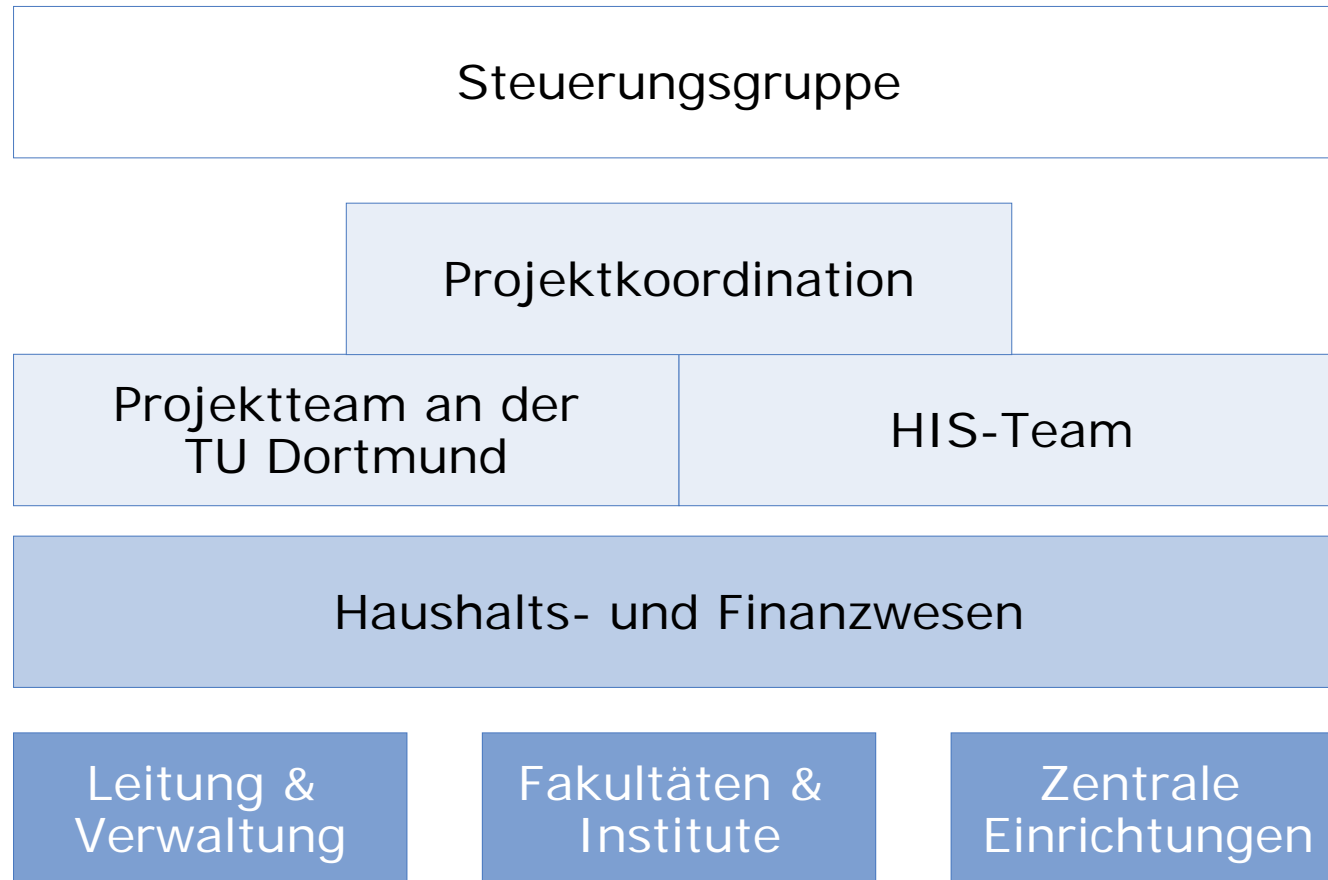 Steuerungsgruppe
Projektkoordination
Projektteam an der
TU Dortmund
HIS-Team
Haushalts- und Finanzwesen
Leitung &
Verwaltung
Fakultäten &
Institute
Zentrale
Einrichtungen